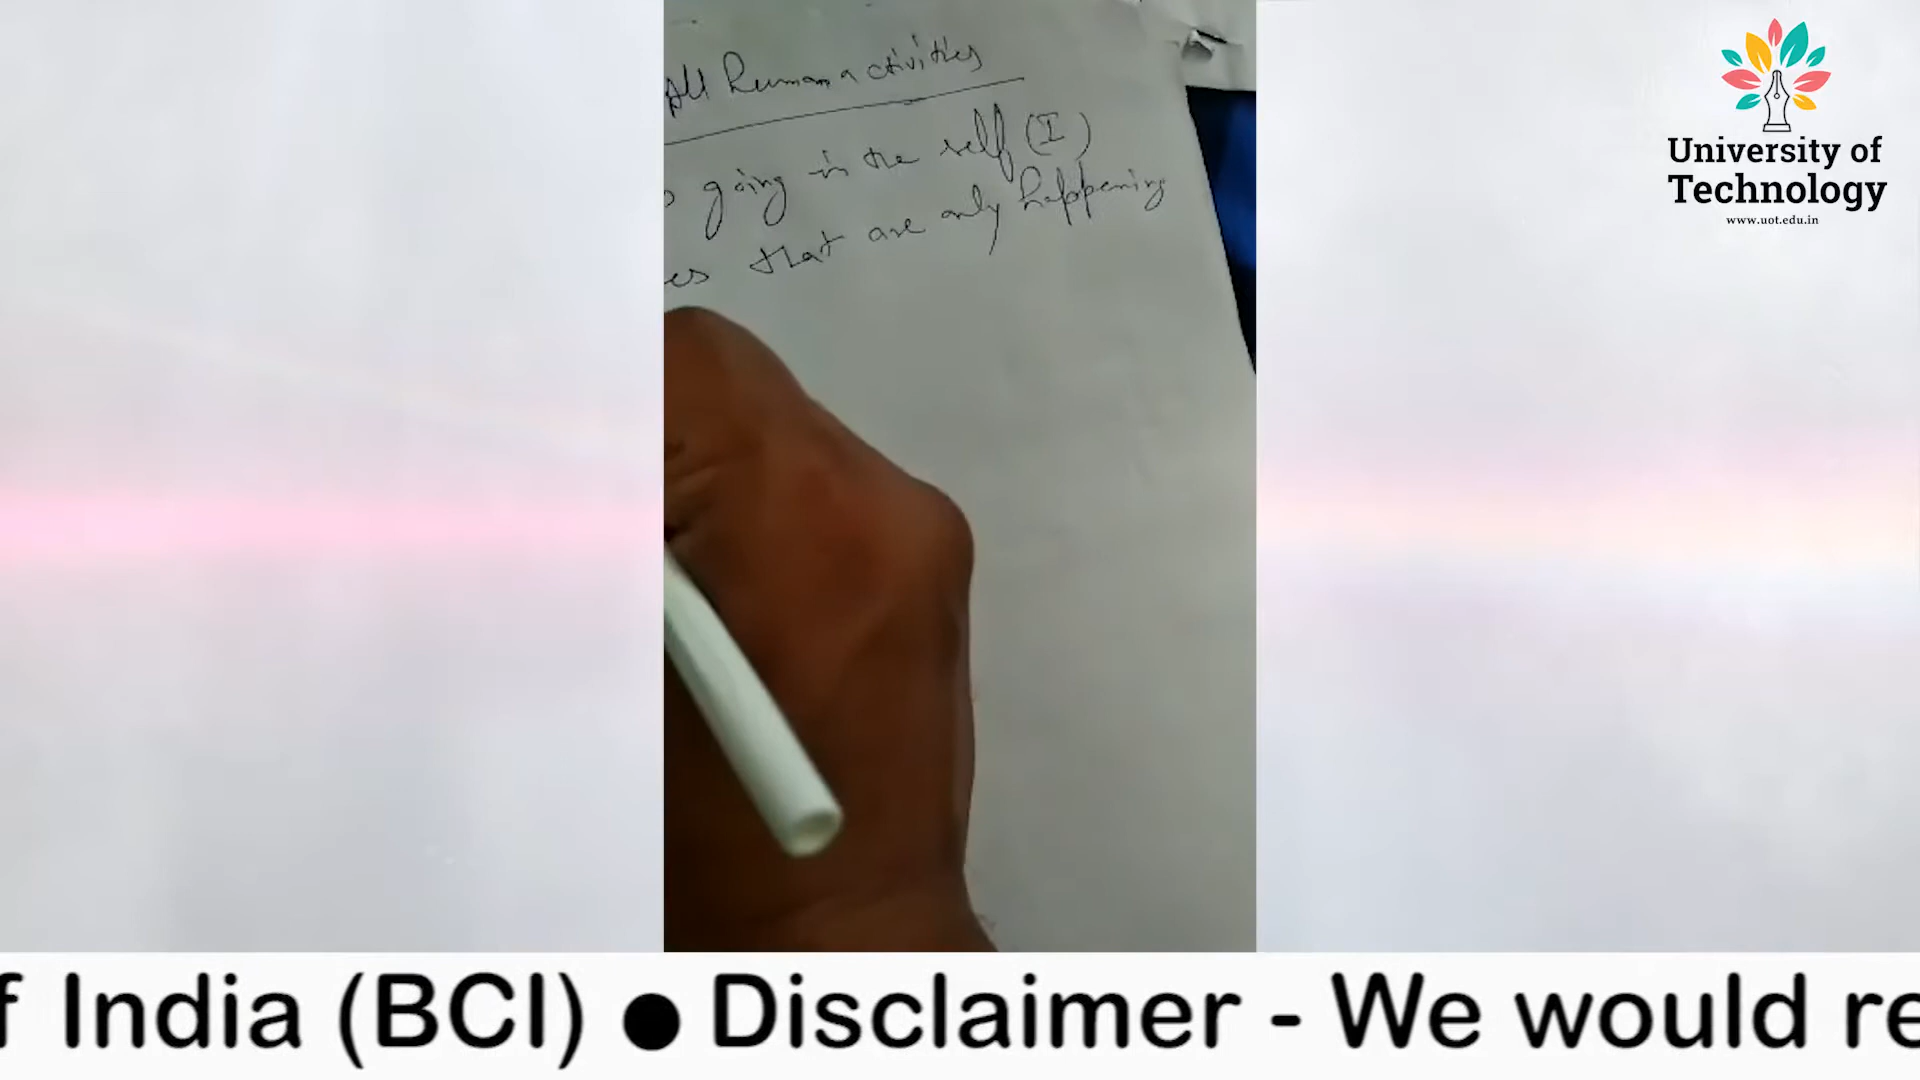 All human activities
going in the self (I)
es that are only happening
University of
Technology
www.uot.edu.in
f India (BCI) ● Disclaimer - We would re